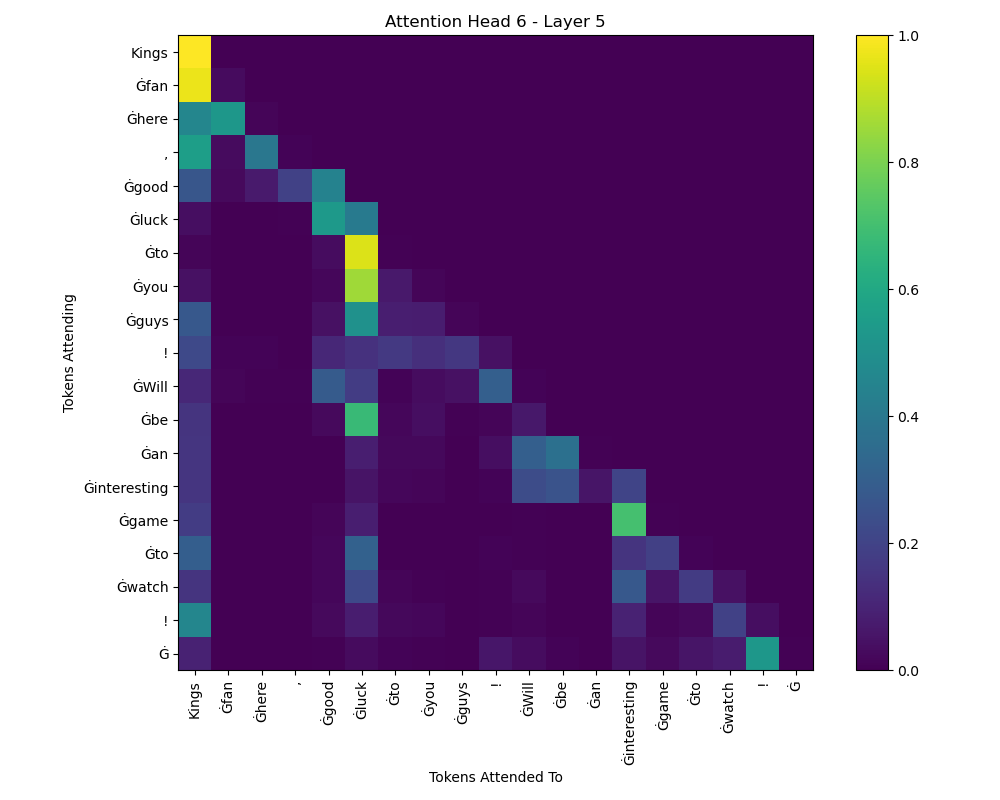 Attention Head 6 - Layer 5
Tokens Attending
Kings
Ġfan
Ġhere
,
Ġgood
Ġluck
Ġto
Ġyou
Ġguys
!
ĠWill
Ġbe
Ġan
Ġinteresting
Ġgame
Ġto
Ġwatch
!
Ġ
Kings
Ġfan
Ġhere
,
Ġgood
Ġluck
Ġto
Ġyou
Ġguys
!
ĠWill
Ġbe
Ġan
Ġinteresting
Ġgame
Ġto
Ġwatch
!
Ġ
Tokens Attended To
1.0
0.8
0.6
0.4
0.2
0.0